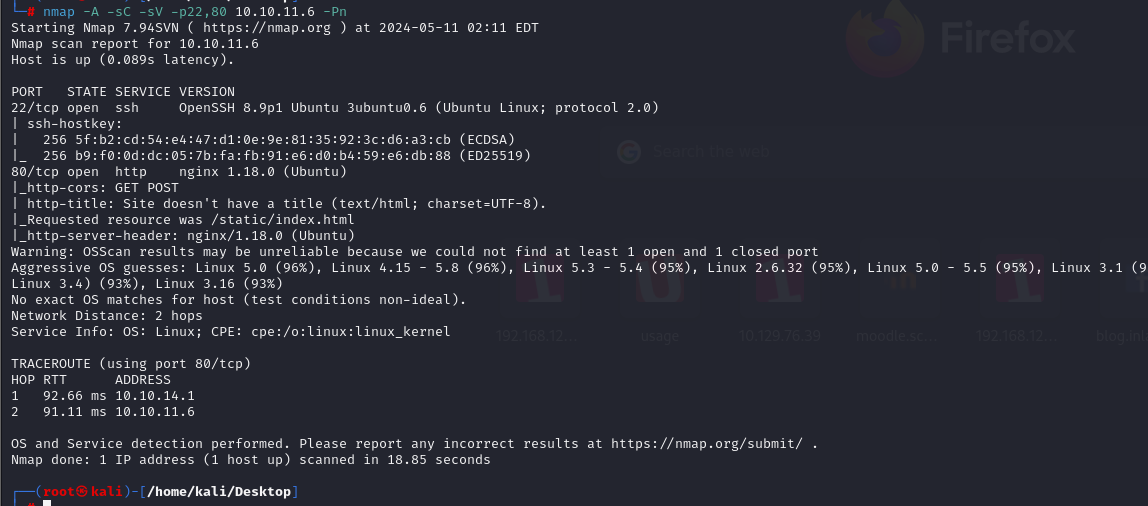 └─# nmap -A -sC -sV -p22,80 10.10.11.6 -Pn
Starting Nmap 7.94SVN ( https://nmap.org ) at 2024-05-11 02:11 EDT
Nmap scan report for 10.10.11.6
Host is up (0.089s latency).
PORT   STATE SERVICE VERSION
22/tcp open  ssh     OpenSSH 8.9p1 Ubuntu 3ubuntu0.6 (Ubuntu Linux; protocol 2.0)
| ssh-hostkey:
|   256 5f:b2:cd:54:e4:47:d1:0e:9e:81:35:92:3c:d6:a3:cb (ECDSA)
|_  256 b9:f0:0d:dc:05:7b:fa:fb:91:e6:d0:b4:59:e6:db:88 (ED25519)
80/tcp open  http    nginx 1.18.0 (Ubuntu)
|_http-cors: GET POST
| http-title: Site doesn't have a title (text/html; charset=UTF-8).
|_Requested resource was /static/index.html
|_http-server-header: nginx/1.18.0 (Ubuntu)
Warning: OSScan results may be unreliable because we could not find at least 1 open and 1 closed port
Aggressive OS guesses: Linux 5.0 (96%), Linux 4.15 - 5.8 (96%), Linux 5.3 - 5.4 (95%), Linux 2.6.32 (95%), Linux 5.0 - 5.5 (95%), Linux 3.1 (9
Linux 3.4) (93%), Linux 3.16 (93%)
No exact OS matches for host (test conditions non-ideal).
Network Distance: 2 hops
Service Info: OS: Linux; CPE: cpe:/o:linux:linux_kernel
TRACEROUTE (using port 80/tcp)
HOP RTT      ADDRESS
1   92.66 ms 10.10.14.1
2   91.11 ms 10.10.11.6
OS and Service detection performed. Please report any incorrect results at https://nmap.org/submit/ .
Nmap done: 1 IP address (1 host up) scanned in 18.85 seconds
┌──(root㉿kali)-[/home/kali/Desktop]
└─#
Firefox
Search the web
192.168.12...
usage
10.129.76.39
moodle.sc...
192.168.12...